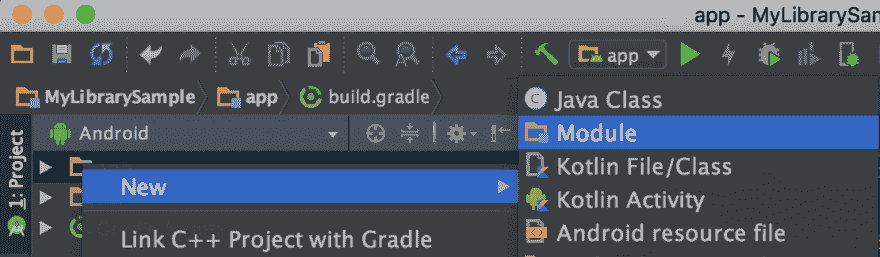 app - MyLibrarySam
app
MyLibrarySample
app
build.gradle
Java Class
Android
Module
1: Project
Kotlin File/Class
New
Kotlin Activity
Link C++ Project with Gradle
Android resource file